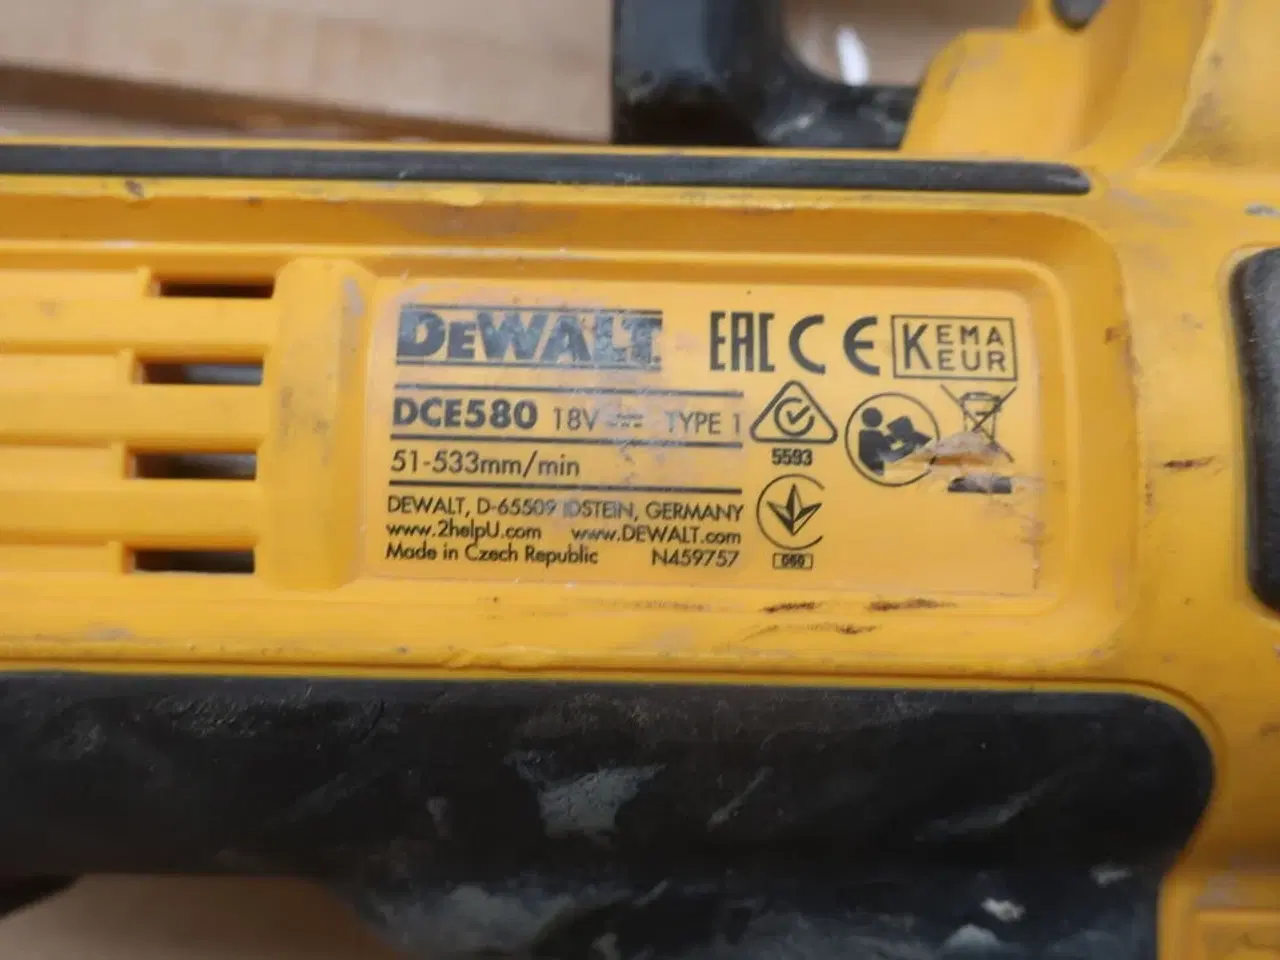 DEWALT
EAC CE KEMA KEUR
DCE580 18V TYPE 1
51-533mm/min
5593
DEWALT, D-65509 IDSTEIN, GERMANY
www.2helpU.com www.DEWALT.com
Made in Czech Republic N459757